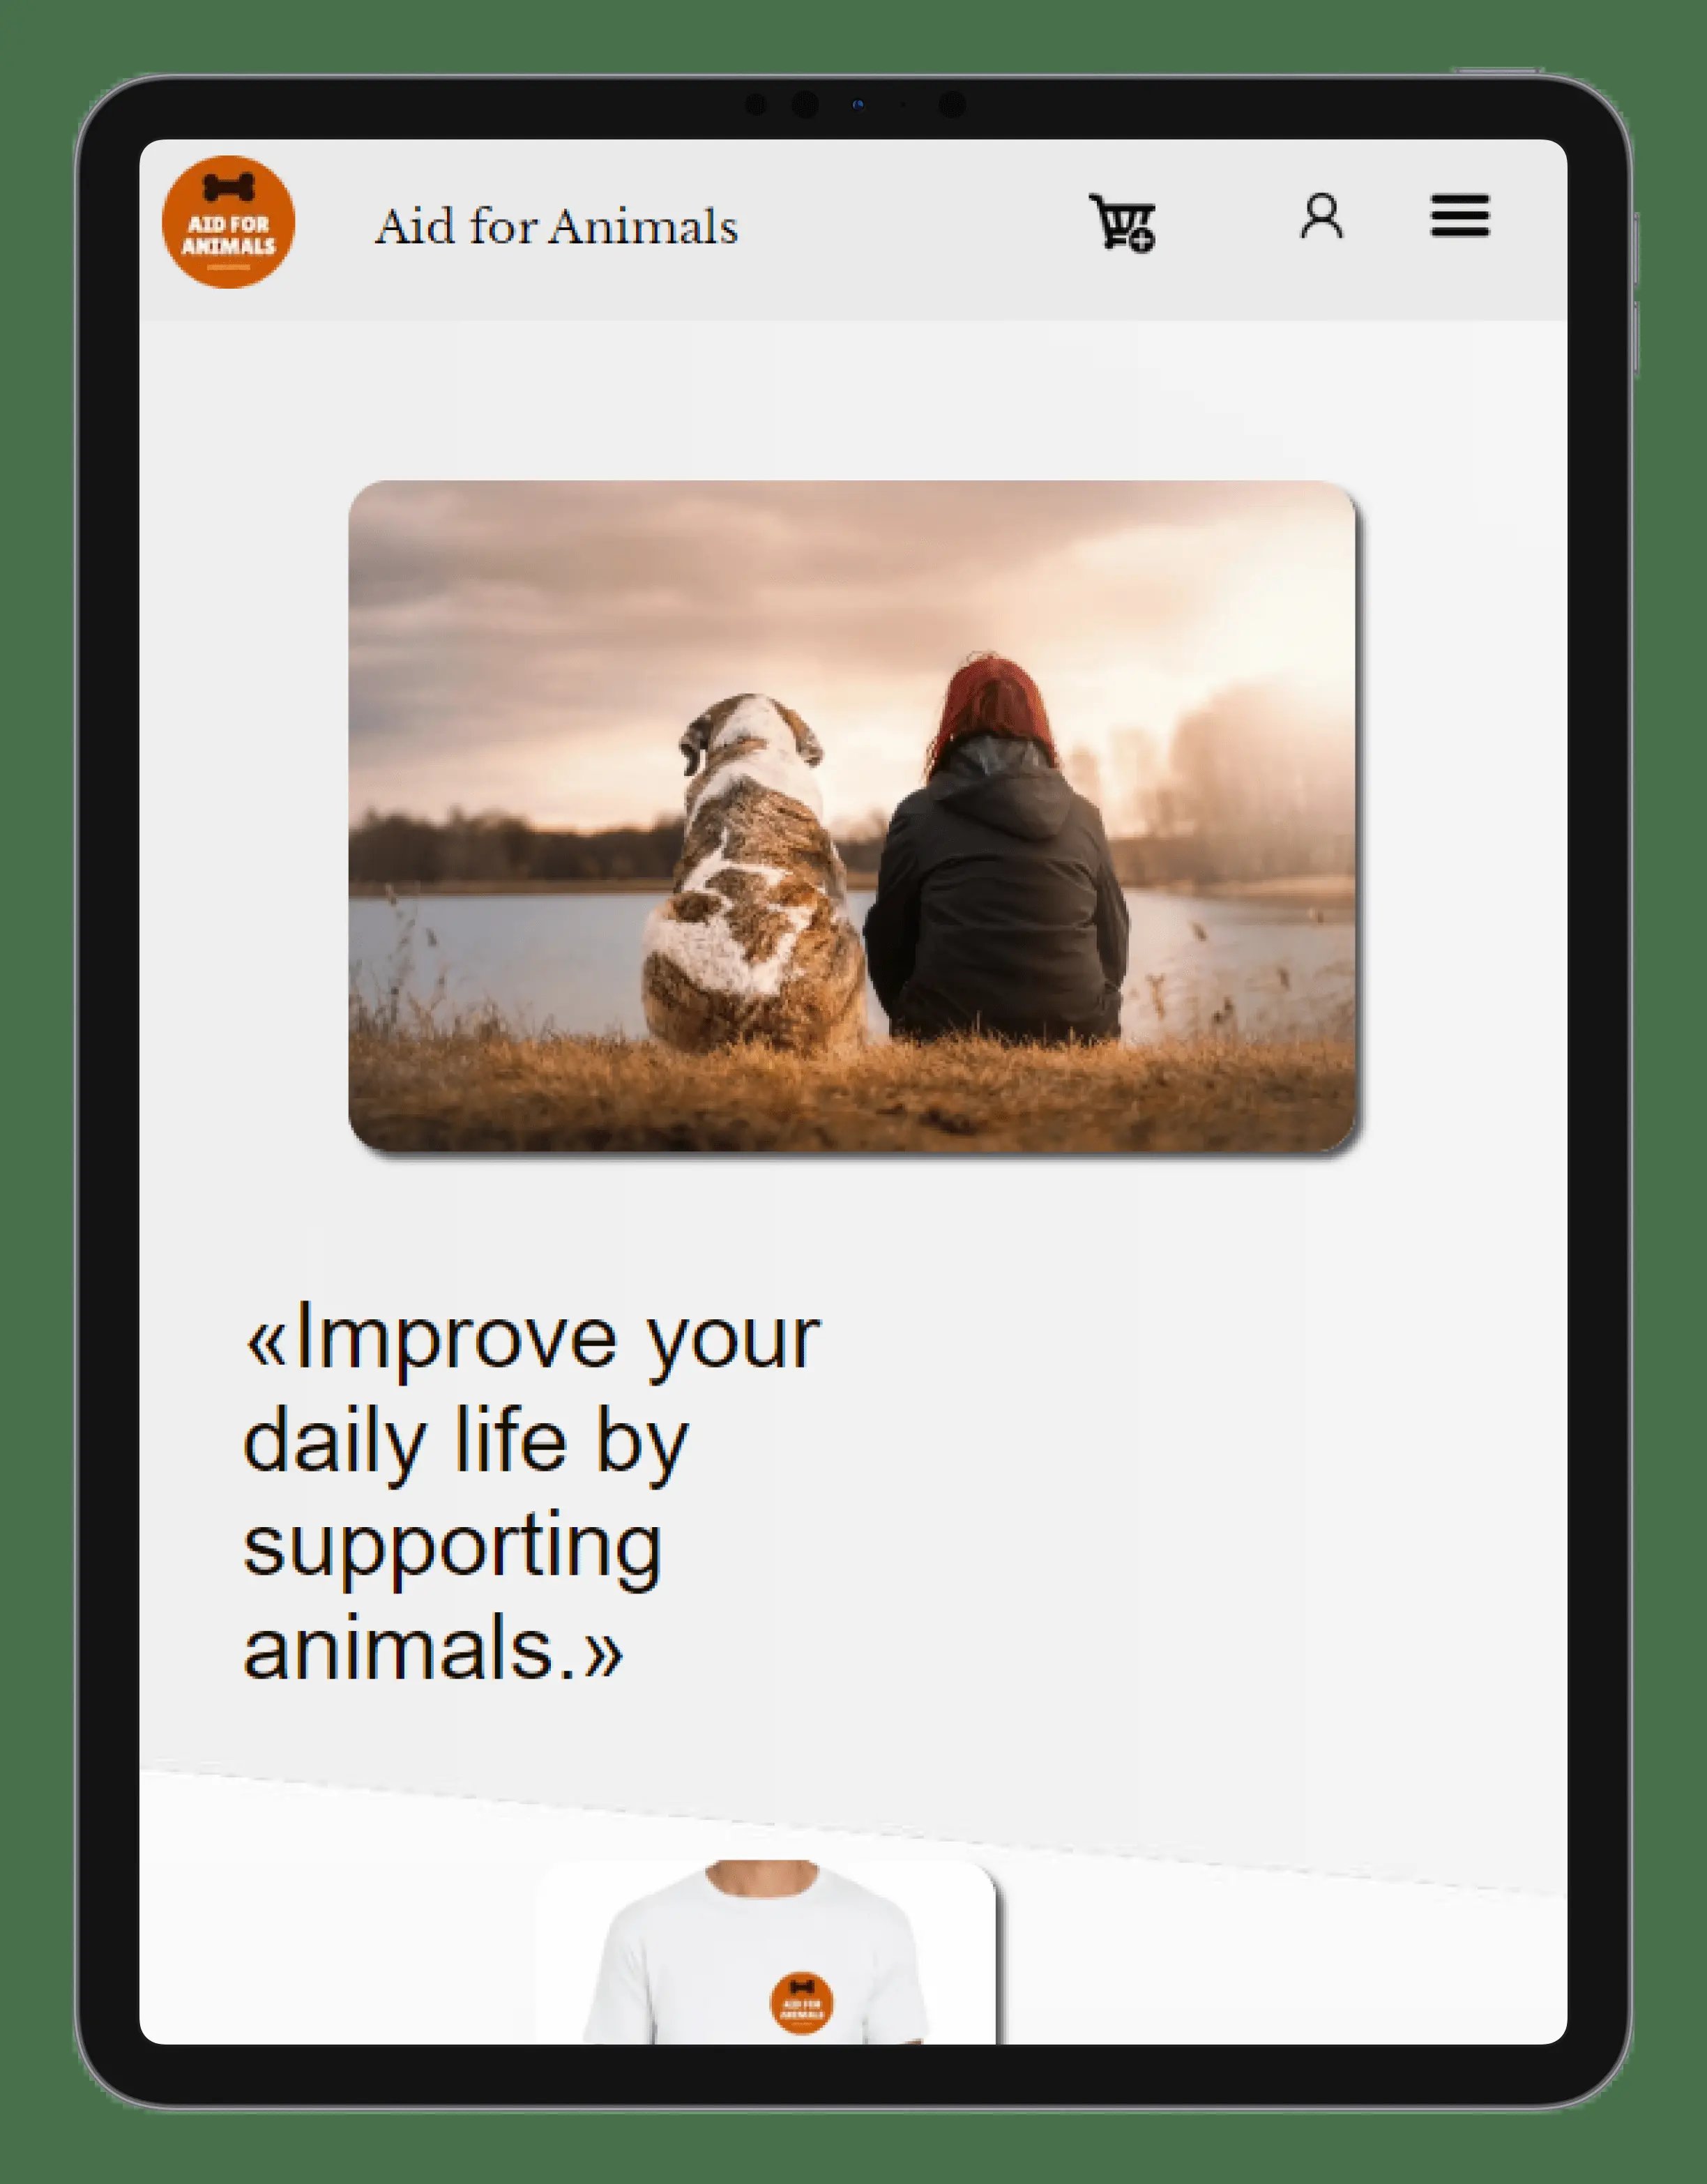 AID FOR
ANIMALS
Aid for Animals
«Improve your
daily life by
supporting
animals.»
AID FOR
ANIMALS